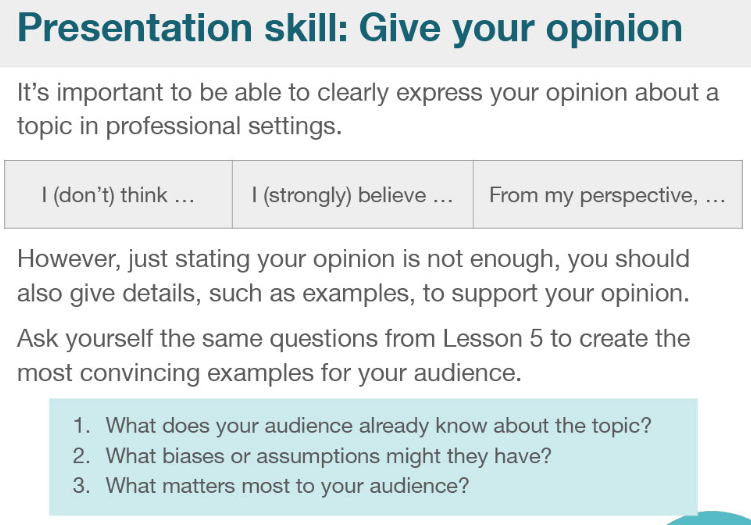 Presentation skill: Give your opinion
It’s important to be able to clearly express your opinion about a
topic in professional settings.
I (don’t) think …
I (strongly) believe …
From my perspective, …
However, just stating your opinion is not enough, you should
also give details, such as examples, to support your opinion.
Ask yourself the same questions from Lesson 5 to create the
most convincing examples for your audience.
1. What does your audience already know about the topic?
2. What biases or assumptions might they have?
3. What matters most to your audience?